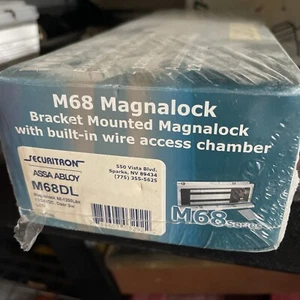 M68 Magnalock
Bracket Mounted Magnalock
with built-in wire access chamber
SECURITRON
ASSA ABLOY
M68DL
550 Vista Blvd.
Sparks, NV 89434
(775) 355-5625
M68 Series